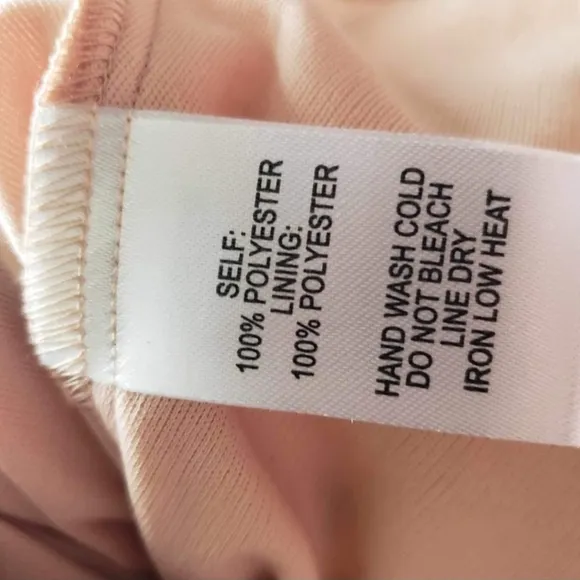 SELF:
100% POLYESTER
LINING:
100% POLYESTER
HAND WASH COLD
DO NOT BLEACH
LINE DRY
IRON LOW HEAT